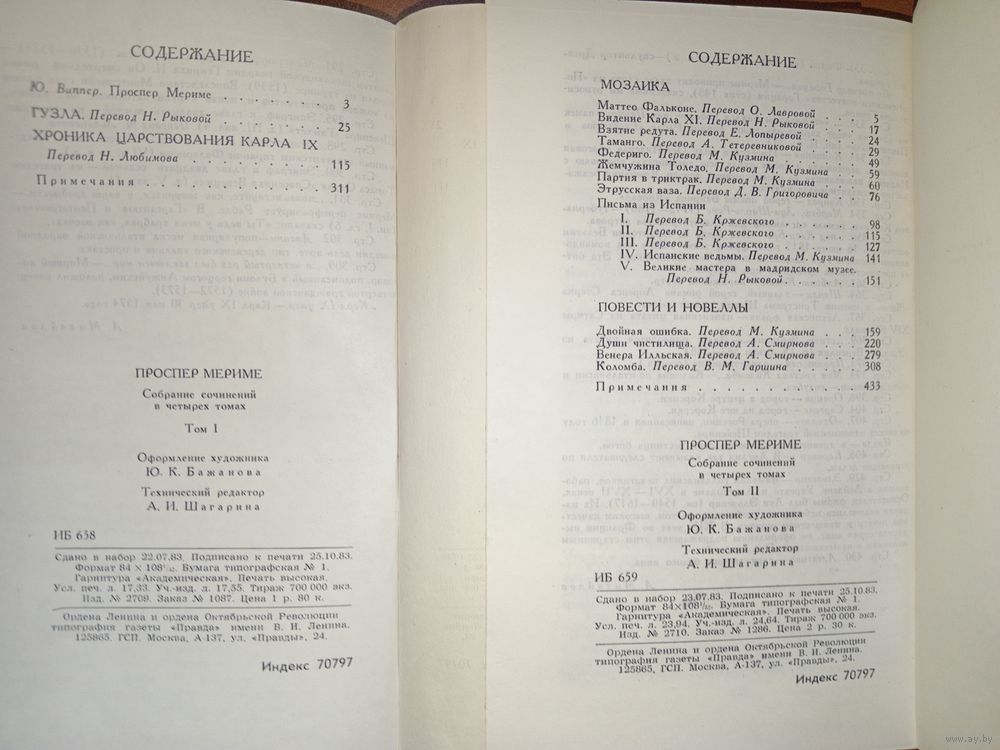 СОДЕРЖАНИЕ
Ю. Виппер. Проспер Мериме . . . . . . . . 3
ГУЗЛА. Перевод Н. Рыковой . . . . . . . . 25
ХРОНИКА ЦАРСТВОВАНИЯ КАРЛА IX
Перевод Н. Любимова . . . . . . . . . . 115
Примечания . . . . . . . . . . . . 311
ПРОСПЕР МЕРИМЕ
Собрание сочинений
в четырех томах
Том I
Оформление художника
Ю. К. Бажанова
Технический редактор
А. И. Шагарина
ИБ 658
Сдано в набор 22.07.83. Подписано к печати 25.10.83.
Формат 84 × 108¹/₃₂. Бумага типографская № 1.
Гарнитура «Академическая». Печать высокая.
Усл. печ. л. 17,33. Уч.-изд. л. 17,55. Тираж 700 000 экз.
Изд. № 2709. Заказ № 1087. Цена 1 р. 80 к.
Ордена Ленина и ордена Октябрьской Революции
типография газеты «Правда» имени В. И. Ленина.
125865, ГСП. Москва, А-137, ул. «Правды», 24.
Индекс 70797
СОДЕРЖАНИЕ
МОЗАИКА
Маттео Фальконе. Перевод О. Лавровой . . . 5
Видение Карла XI. Перевод Н. Рыковой . . . 17
Взятие редута. Перевод Е. Лопыревой . . . 24
Таманго. Перевод А. Тетеревниковой . . . 29
Федериго. Перевод М. Кузмина . . . . . 49
Жемчужина Толедо. Перевод М. Кузмина . . . 59
Партия в триктрак. Перевод М. Кузмина . . . 60
Этрусская ваза. Перевод Д. В. Григоровича . . 76
Письма из Испании
I. Перевод Б. Кржевского . . . . . 98
II. Перевод Б. Кржевского . . . . . 115
III. Перевод Б. Кржевского . . . . . 127
IV. Испанские ведьмы. Перевод М. Кузмина 141
V. Великие мастера в мадридском музее.
Перевод Н. Рыковой . . . . . . 151
ПОВЕСТИ И НОВЕЛЛЫ
Двойная ошибка. Перевод М. Кузмина . . . 159
Души чистилища. Перевод А. Смирнова . . . 220
Венера Илльская. Перевод А. Смирнова . . . 279
Коломба. Перевод В. М. Гаршина . . . . . 308
Примечания . . . . . . . . . . . . 433
ПРОСПЕР МЕРИМЕ
Собрание сочинений
в четырех томах
Том II
Оформление художника
Ю. К. Бажанова
Технический редактор
А. И. Шагарина
ИБ 659
Сдано в набор 23.07.83. Подписано к печати 25.10.83.
Формат 84×108¹/₃₂. Бумага типографская № 1.
Гарнитура «Академическая». Печать высокая.
Усл. печ. л. 23,94. Уч.-изд. л. 24,64. Тираж 700 000 экз.
Изд. № 2710. Заказ № 1286. Цена 2 р. 30 к.
Ордена Ленина и ордена Октябрьской Революции
типография газеты «Правда» имени В. И. Ленина.
125865, ГСП, Москва, А-137, ул. «Правды», 24.
Индекс 70797
www.ay.by